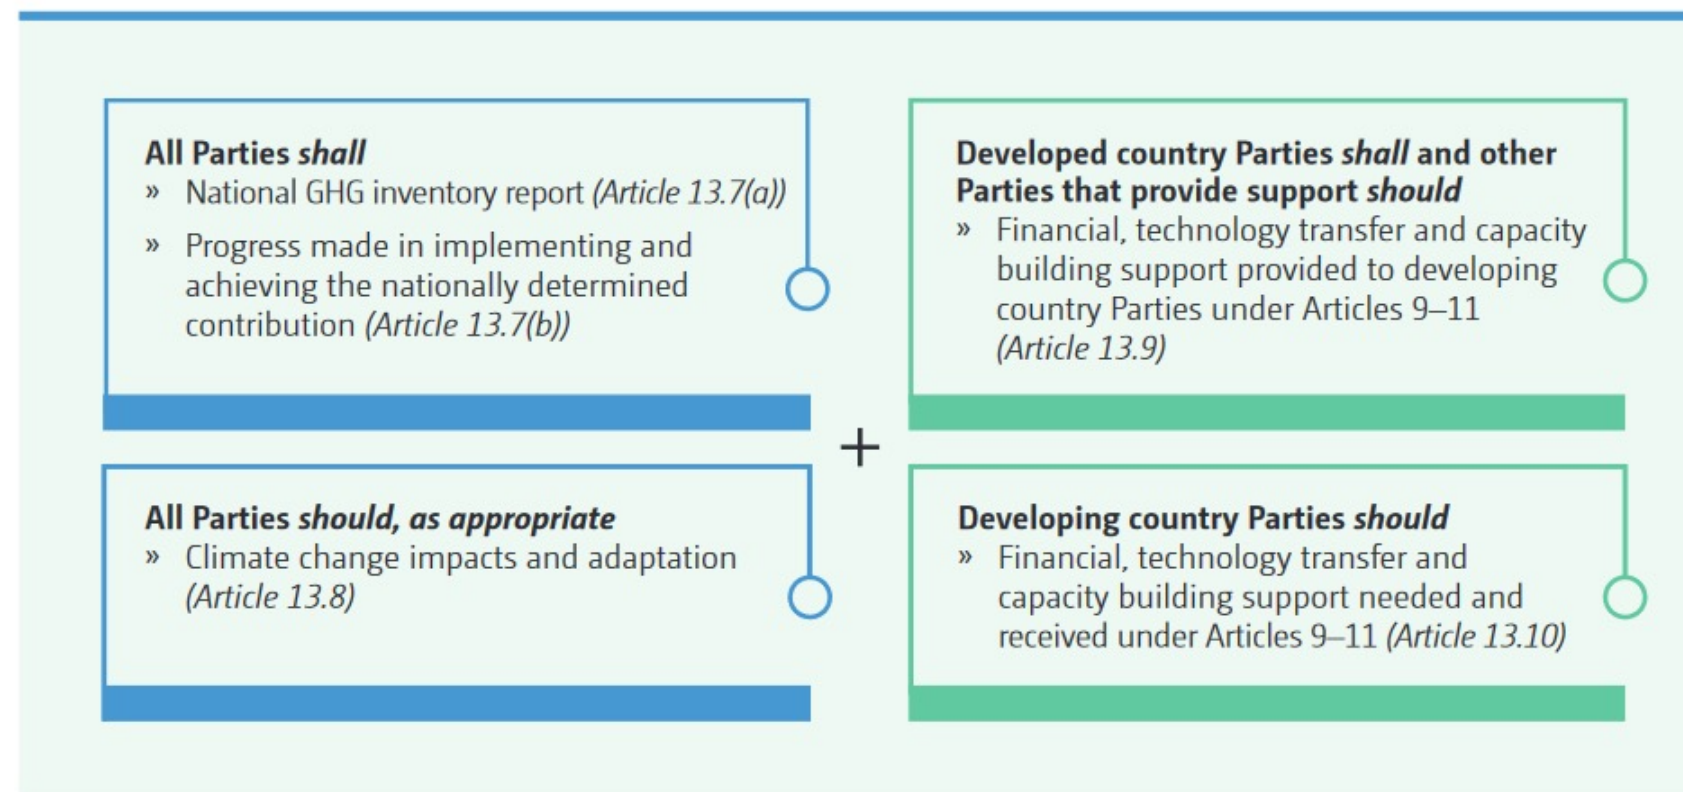 All Parties shall
» National GHG inventory report (Article 13.7(a))
» Progress made in implementing and
achieving the nationally determined
contribution (Article 13.7(b))
Developed country Parties shall and other
Parties that provide support should
» Financial, technology transfer and capacity
building support provided to developing
country Parties under Articles 9–11
(Article 13.9)
+
All Parties should, as appropriate
» Climate change impacts and adaptation
(Article 13.8)
Developing country Parties should
» Financial, technology transfer and
capacity building support needed and
received under Articles 9–11 (Article 13.10)